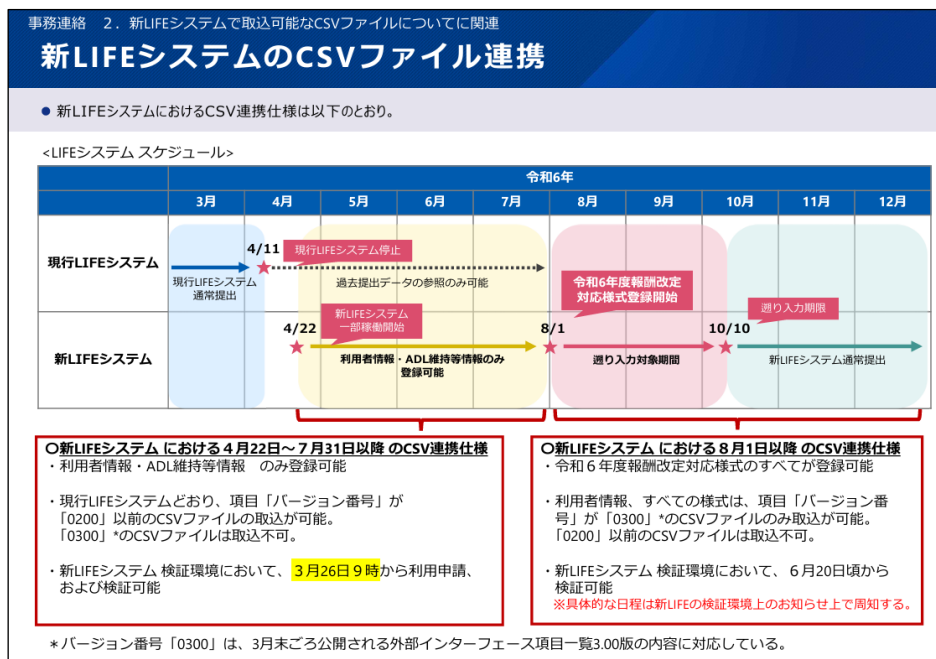 事務連絡　２．新LIFEシステムで取込可能なCSVファイルについてに関連
新LIFEシステムのCSVファイル連携
● 新LIFEシステムにおけるCSV連携仕様は以下のとおり。
<LIFEシステム スケジュール>
令和6年
3月 4月 5月 6月 7月 8月 9月 10月 11月 12月
現行LIFEシステム
4/11
現行LIFEシステム停止
現行LIFEシステム
通常提出
過去提出データの参照のみ可能
令和6年度報酬改定
対応様式登録開始
新LIFEシステム
4/22
新LIFEシステム
一部稼働開始
利用者情報・ADL維持等情報のみ
登録可能
8/1
遡り入力対象期間
10/10
遡り入力期限
新LIFEシステム通常提出
〇新LIFEシステム における４月22日～７月31日以降 のCSV連携仕様
・利用者情報・ADL維持等情報　のみ登録可能
・現行LIFEシステムどおり、項目「バージョン番号」が
「0200」以前のCSVファイルの取込が可能。
「0300」*のCSVファイルは取込不可。
・新LIFEシステム 検証環境において、３月26日９時から利用申請、
および検証可能
〇新LIFEシステム における８月1日以降 のCSV連携仕様
・令和６年度報酬改定対応様式のすべてが登録可能
・利用者情報、すべての様式は、項目「バージョン番
号」が「0300」*のCSVファイルのみ取込が可能。
「0200」以前のCSVファイルは取込不可。
・新LIFEシステム 検証環境において、６月20日頃から
検証可能
※具体的な日程は新LIFEの検証環境上のお知らせ上で周知する。
＊バージョン番号「0300」は、3月末ごろ公開される外部インターフェース項目一覧3.00版の内容に対応している。